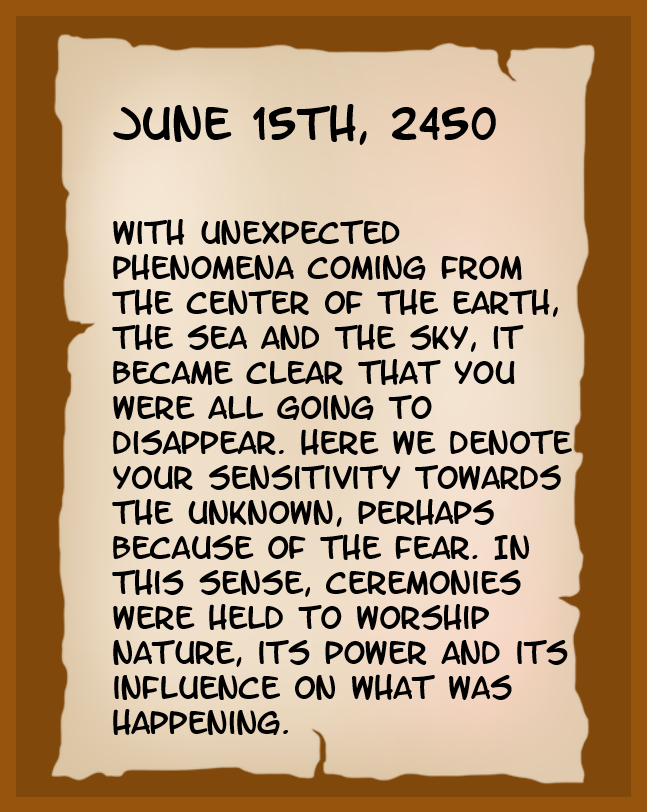 JUNE 15TH, 2450
WITH UNEXPECTED
PHENOMENA COMING FROM
THE CENTER OF THE EARTH,
THE SEA AND THE SKY, IT
BECAME CLEAR THAT YOU
WERE ALL GOING TO
DISAPPEAR. HERE WE DENOTE
YOUR SENSITIVITY TOWARDS
THE UNKNOWN, PERHAPS
BECAUSE OF THE FEAR. IN
THIS SENSE, CEREMONIES
WERE HELD TO WORSHIP
NATURE, ITS POWER AND ITS
INFLUENCE ON WHAT WAS
HAPPENING.